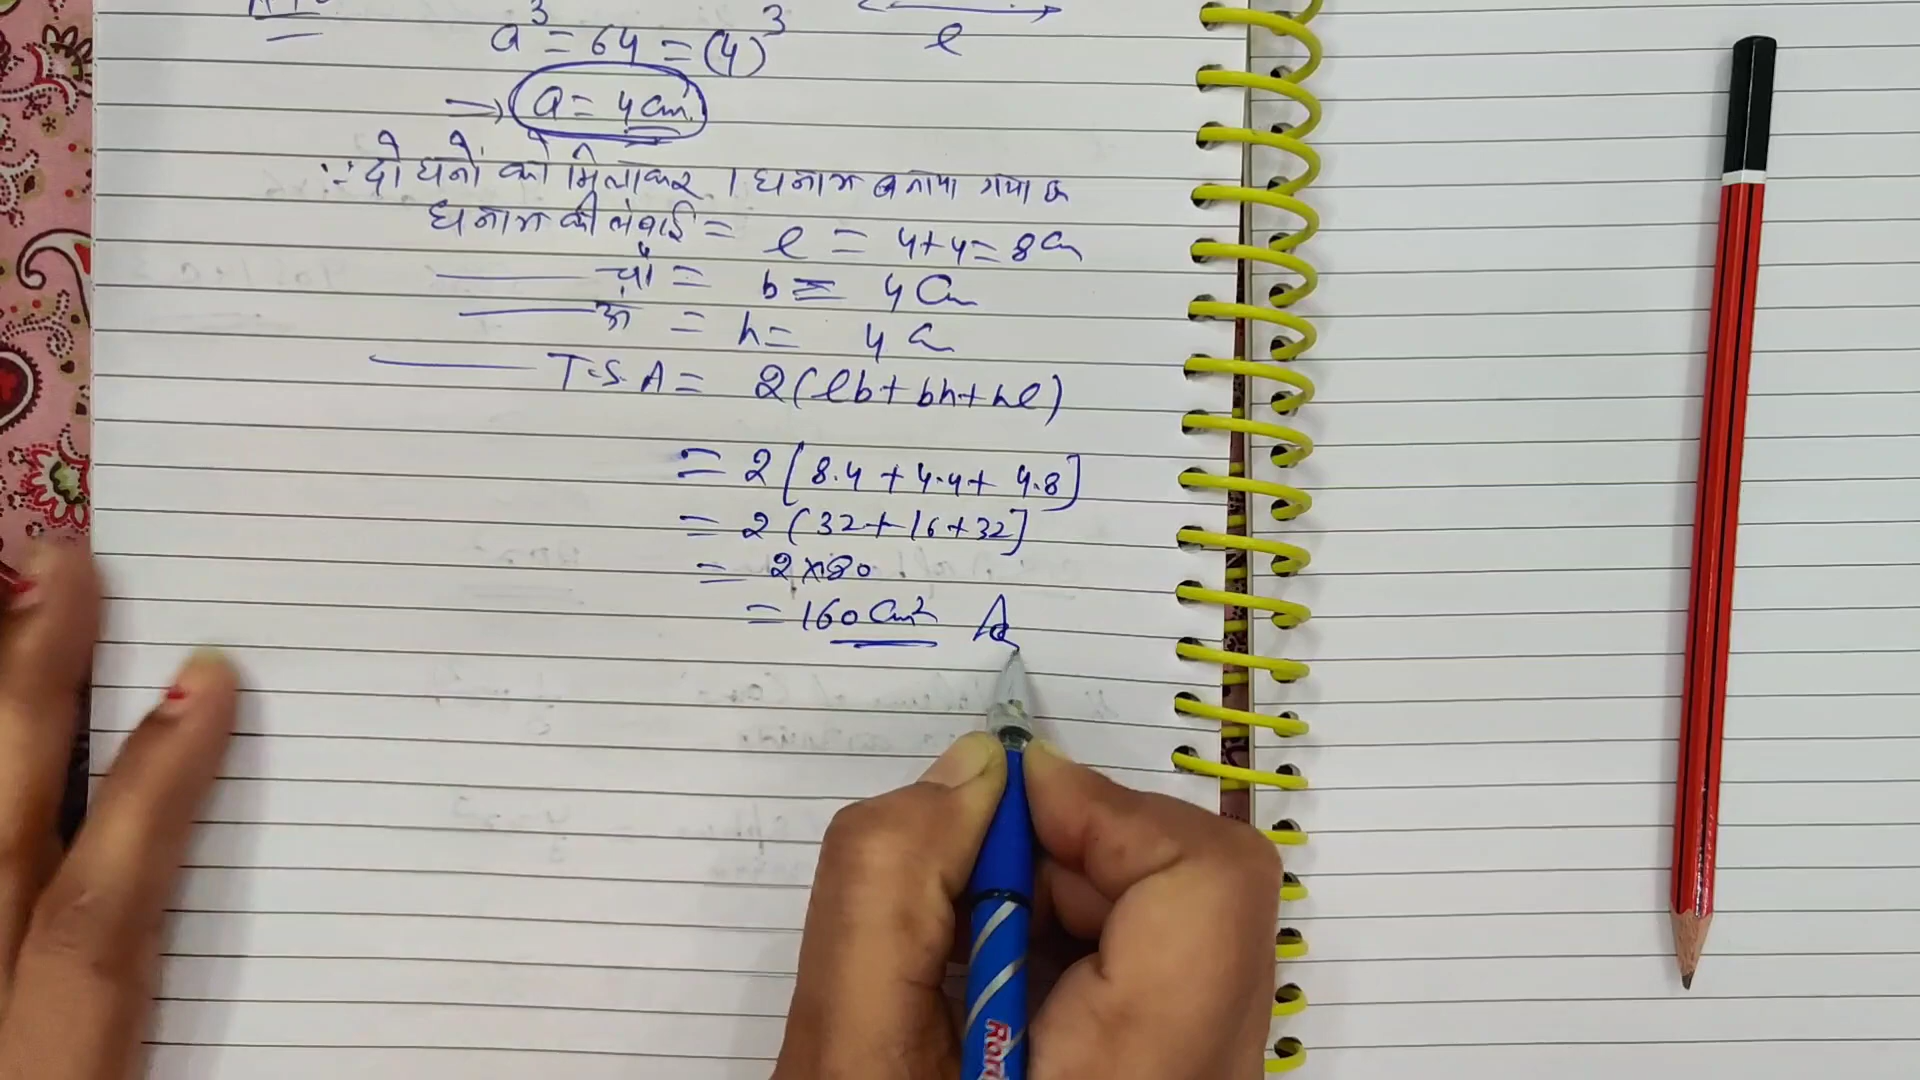 a³ = 64 = (4)³
l
⇒ a = 4 cm
∵ दो घनों को मिलाकर 1 घनाभ बनाया गया
घनाभ की लंबाई = l = 4+4 = 8 cm
चौ = b = 4 cm
ऊँ = h = 4 cm
T.S.A = 2(lb + bh + hl)
= 2[8.4 + 4.4 + 4.8]
= 2(32 + 16 + 32]
= 2×80
= 160 cm²